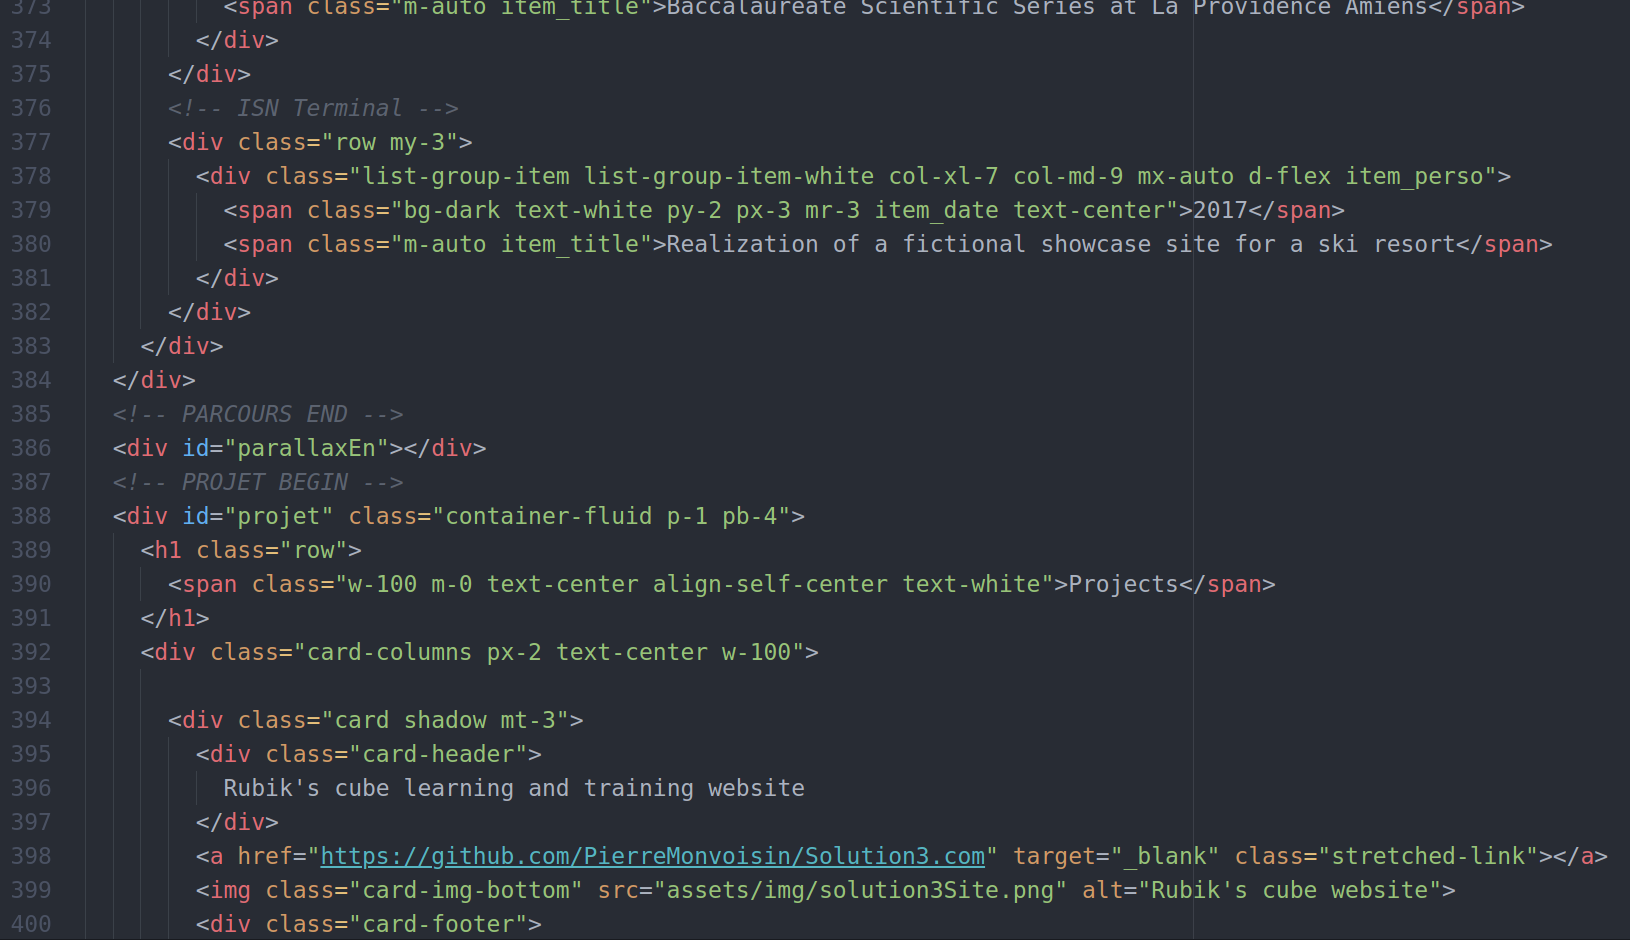 373 <span class="m-auto item_title">Baccalaureate Scientific Series at La Providence Amiens</span>
374 </div>
375 </div>
376 <!-- ISN Terminal -->
377 <div class="row my-3">
378 <div class="list-group-item list-group-item-white col-xl-7 col-md-9 mx-auto d-flex item_perso">
379 <span class="bg-dark text-white py-2 px-3 mr-3 item_date text-center">2017</span>
380 <span class="m-auto item_title">Realization of a fictional showcase site for a ski resort</span>
381 </div>
382 </div>
383 </div>
384 </div>
385 <!-- PARCOURS END -->
386 <div id="parallaxEn"></div>
387 <!-- PROJET BEGIN -->
388 <div id="projet" class="container-fluid p-1 pb-4">
389 <h1 class="row">
390 <span class="w-100 m-0 text-center align-self-center text-white">Projects</span>
391 </h1>
392 <div class="card-columns px-2 text-center w-100">
393
394 <div class="card shadow mt-3">
395 <div class="card-header">
396 Rubik's cube learning and training website
397 </div>
398 <a href="https://github.com/PierreMonvoisin/Solution3.com" target="_blank" class="stretched-link"></a>
399 <img class="card-img-bottom" src="assets/img/solution3Site.png" alt="Rubik's cube website">
400 <div class="card-footer">